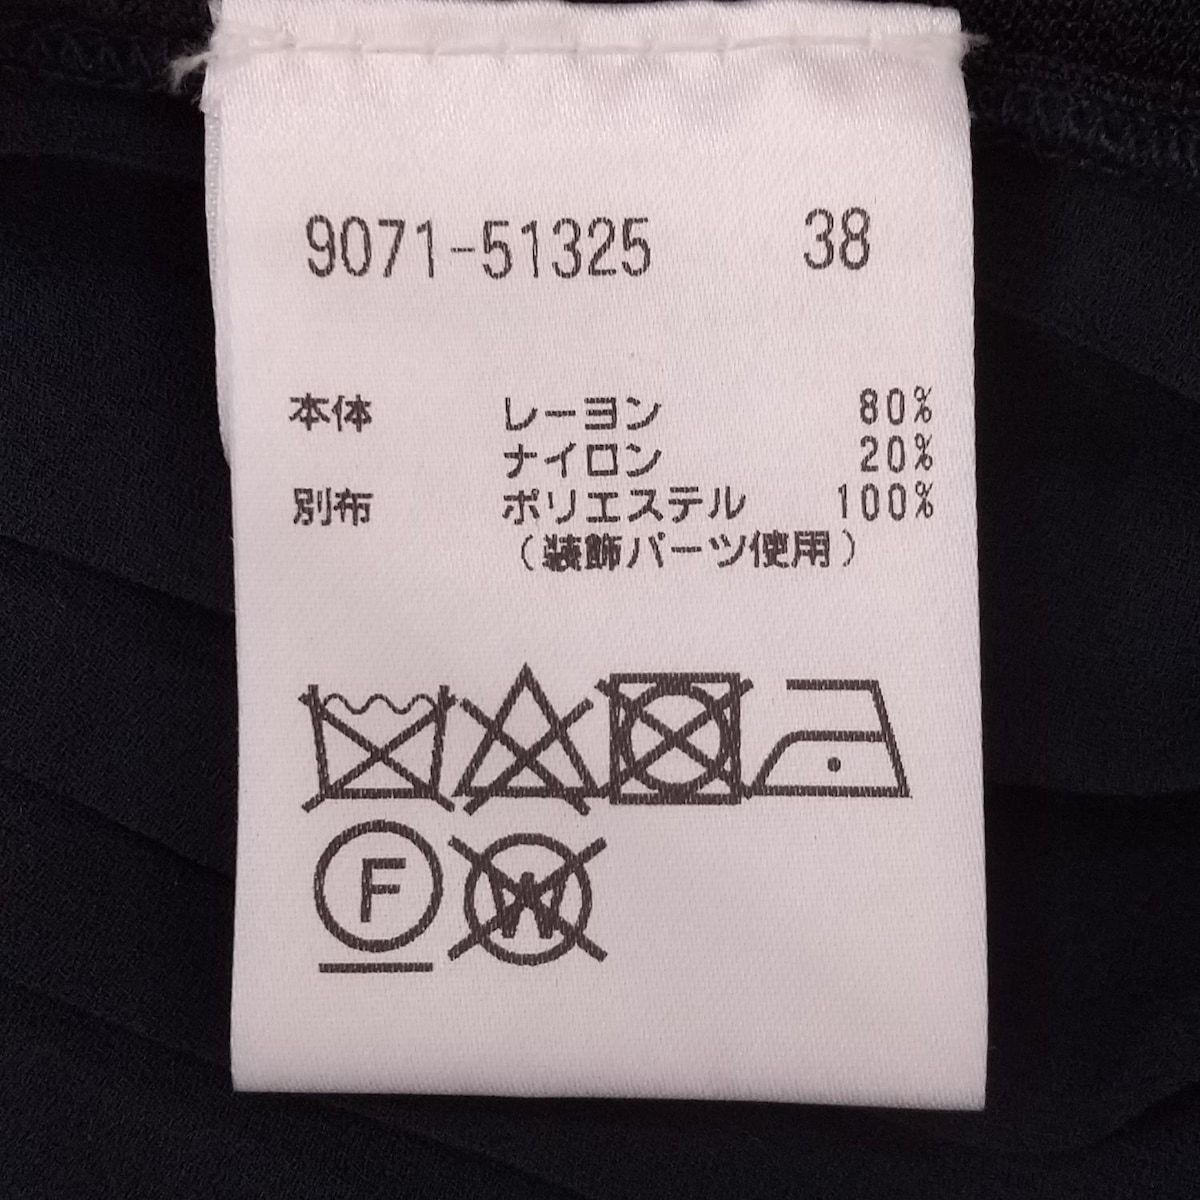 9071-51325 38
本体 レーヨン 80%
ナイロン 20%
別布 ポリエステル 100%
(装飾パーツ使用)
F
W